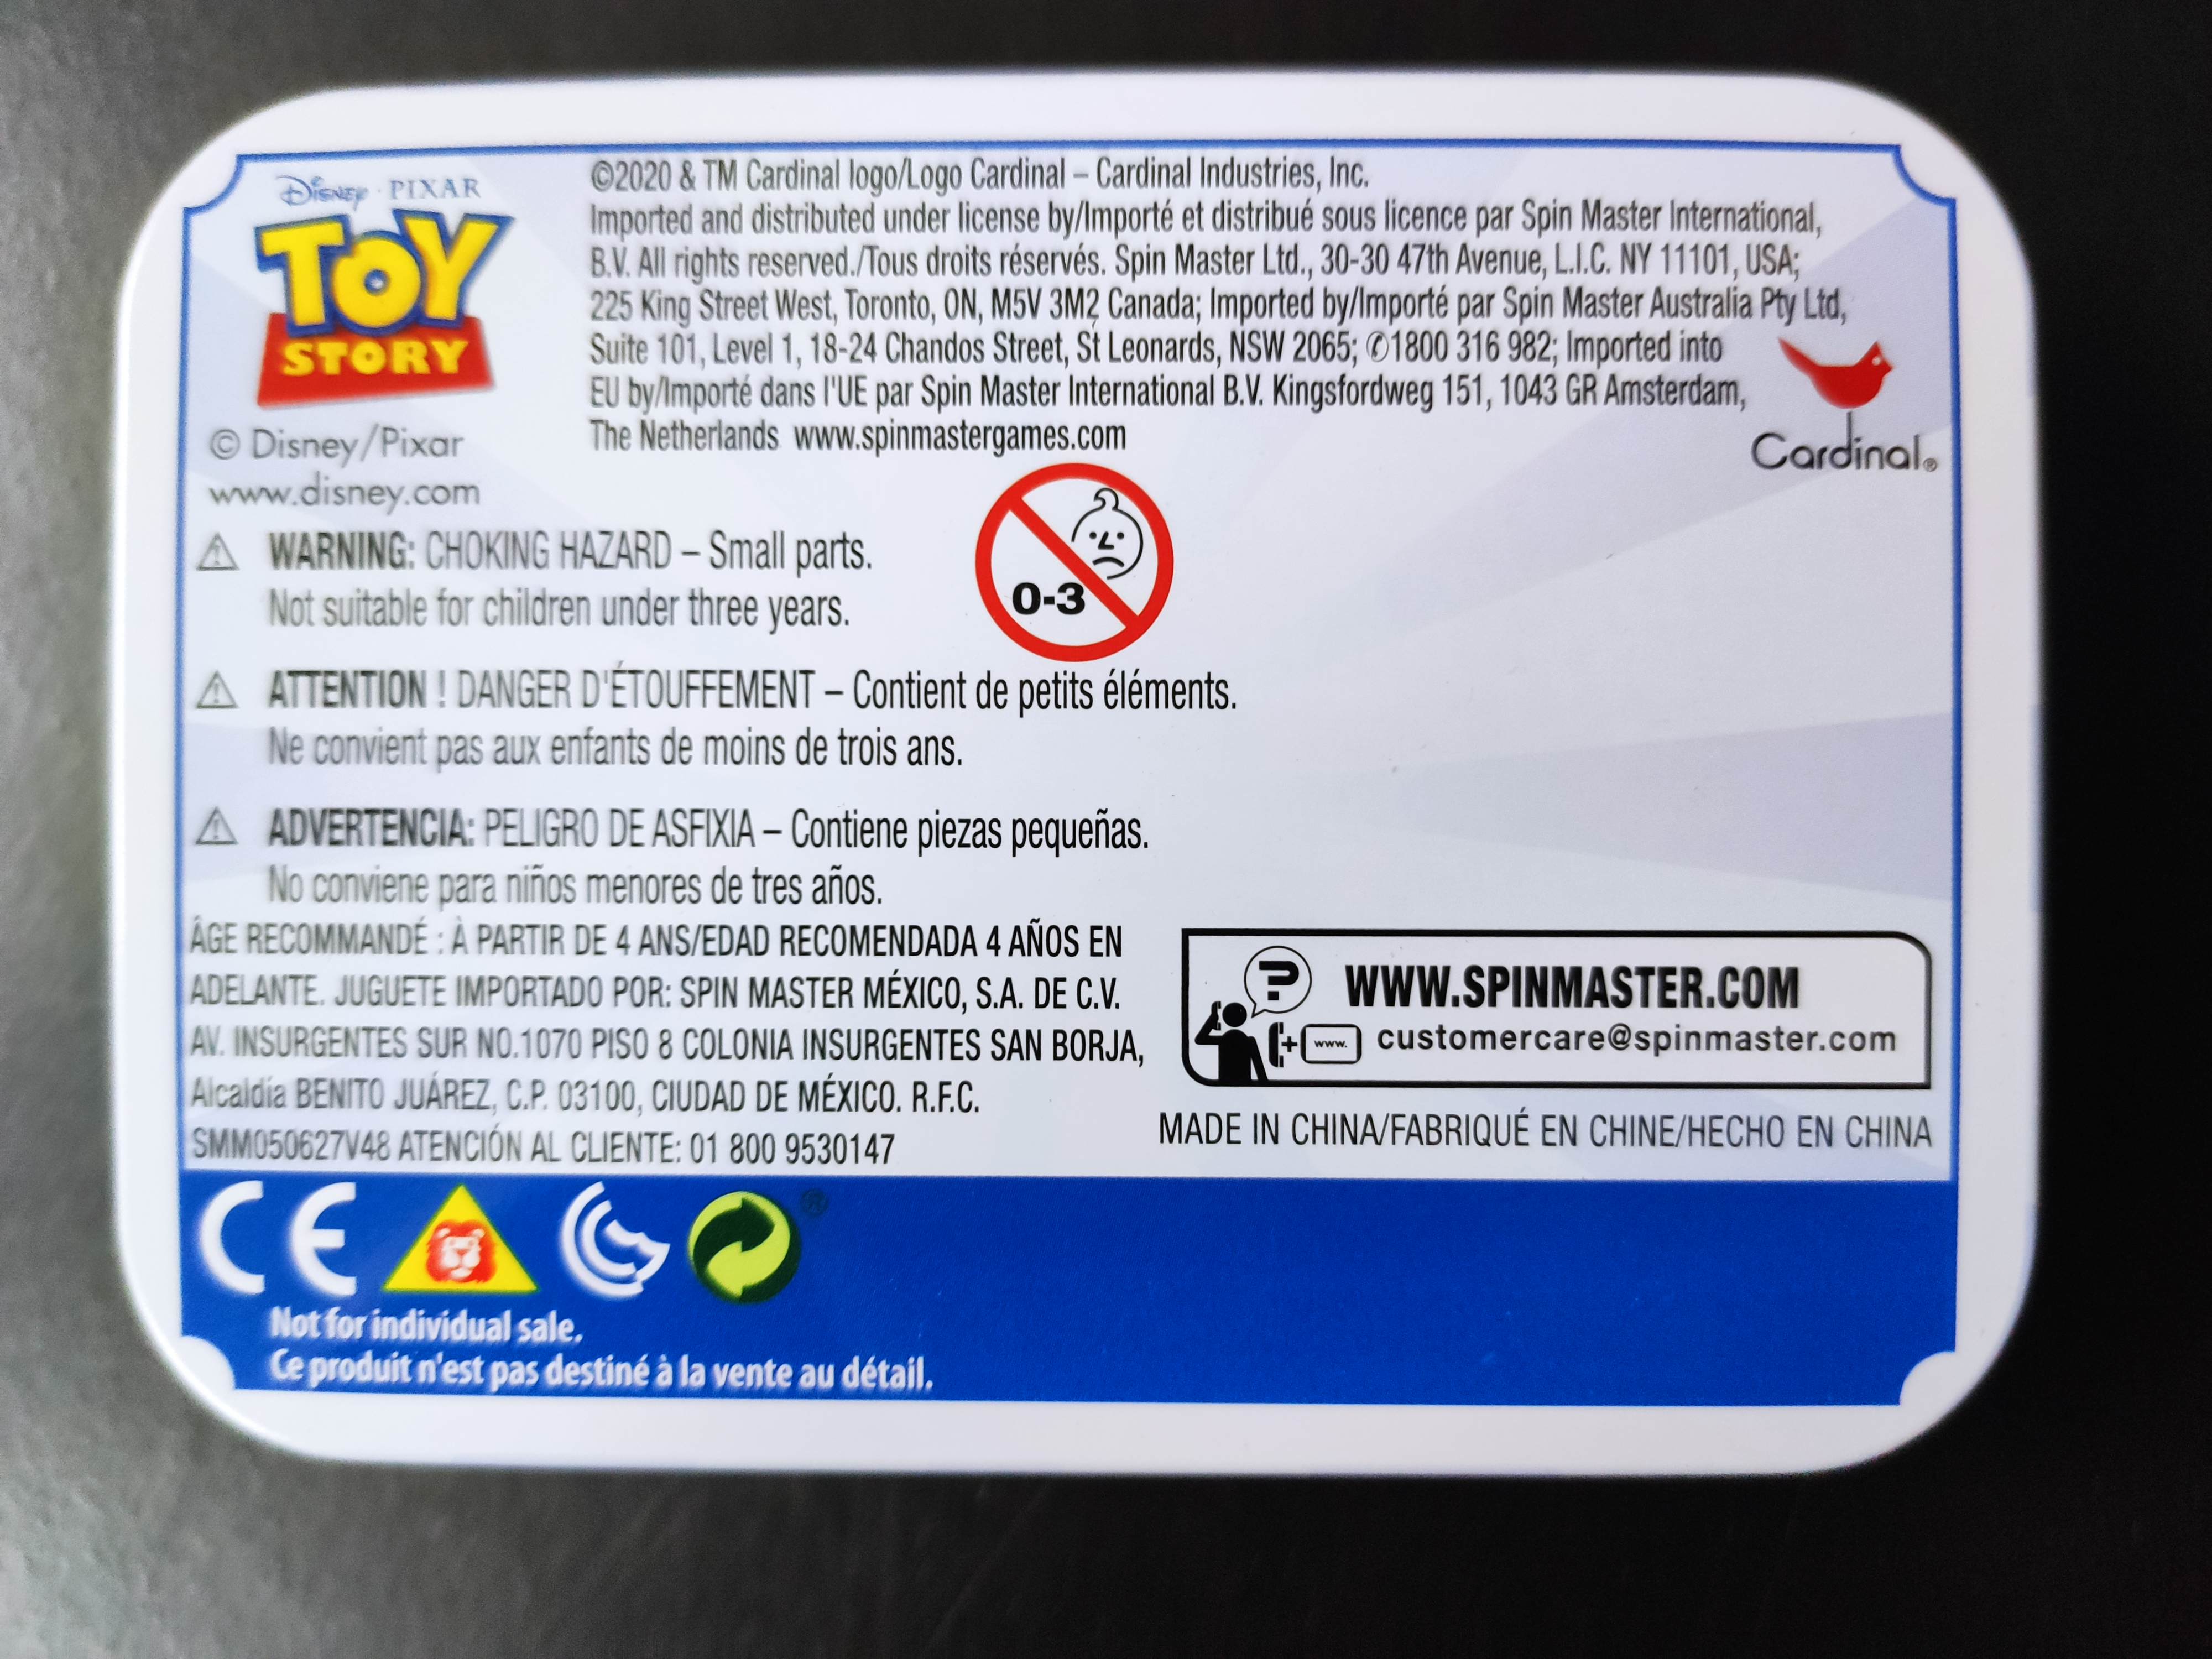 Disney · PIXAR
TOY
STORY
© Disney/Pixar
www.disney.com
©2020 & TM Cardinal logo/Logo Cardinal – Cardinal Industries, Inc.
Imported and distributed under license by/Importé et distribué sous licence par Spin Master International,
B.V. All rights reserved./Tous droits réservés. Spin Master Ltd., 30-30 47th Avenue, L.I.C. NY 11101, USA;
225 King Street West, Toronto, ON, M5V 3M2 Canada; Imported by/Importé par Spin Master Australia Pty Ltd,
Suite 101, Level 1, 18-24 Chandos Street, St Leonards, NSW 2065; ✆1800 316 982; Imported into
EU by/Importé dans l'UE par Spin Master International B.V. Kingsfordweg 151, 1043 GR Amsterdam,
The Netherlands www.spinmastergames.com
Cardinal®
⚠ WARNING: CHOKING HAZARD – Small parts.
Not suitable for children under three years.
0-3
⚠ ATTENTION ! DANGER D'ÉTOUFFEMENT – Contient de petits éléments.
Ne convient pas aux enfants de moins de trois ans.
⚠ ADVERTENCIA: PELIGRO DE ASFIXIA – Contiene piezas pequeñas.
No conviene para niños menores de tres años.
ÂGE RECOMMANDÉ : À PARTIR DE 4 ANS/EDAD RECOMENDADA 4 AÑOS EN
ADELANTE. JUGUETE IMPORTADO POR: SPIN MASTER MÉXICO, S.A. DE C.V.
AV. INSURGENTES SUR NO.1070 PISO 8 COLONIA INSURGENTES SAN BORJA,
Alcaldía BENITO JUÁREZ, C.P. 03100, CIUDAD DE MÉXICO. R.F.C.
SMM050627V48 ATENCIÓN AL CLIENTE: 01 800 9530147
?
WWW.SPINMASTER.COM
+ www. customercare@spinmaster.com
MADE IN CHINA/FABRIQUÉ EN CHINE/HECHO EN CHINA
CE ®
Not for individual sale.
Ce produit n'est pas destiné à la vente au détail.